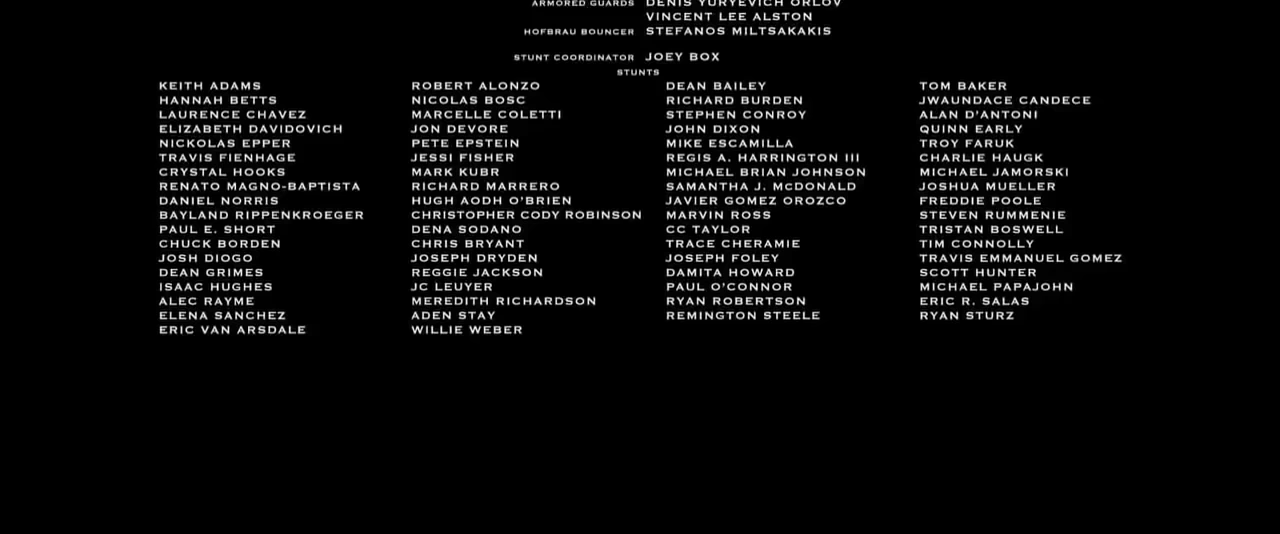 ARMORED GUARDS DENIS YURYEVICH ORLOV
VINCENT LEE ALSTON
HOFBRAU BOUNCER STEFANOS MILTSAKAKIS
STUNT COORDINATOR JOEY BOX
STUNTS
KEITH ADAMS ROBERT ALONZO DEAN BAILEY TOM BAKER
HANNAH BETTS NICOLAS BOSC RICHARD BURDEN JWAUNDACE CANDECE
LAURENCE CHAVEZ MARCELLE COLETTI STEPHEN CONROY ALAN D'ANTONI
ELIZABETH DAVIDOVICH JON DEVORE JOHN DIXON QUINN EARLY
NICKOLAS EPPER PETE EPSTEIN MIKE ESCAMILLA TROY FARUK
TRAVIS FIENHAGE JESSI FISHER REGIS A. HARRINGTON III CHARLIE HAUGK
CRYSTAL HOOKS MARK KUBR MICHAEL BRIAN JOHNSON MICHAEL JAMORSKI
RENATO MAGNO-BAPTISTA RICHARD MARRERO SAMANTHA J. McDONALD JOSHUA MUELLER
DANIEL NORRIS HUGH AODH O'BRIEN JAVIER GOMEZ OROZCO FREDDIE POOLE
BAYLAND RIPPENKROEGER CHRISTOPHER CODY ROBINSON MARVIN ROSS STEVEN RUMMENIE
PAUL E. SHORT DENA SODANO CC TAYLOR TRISTAN BOSWELL
CHUCK BORDEN CHRIS BRYANT TRACE CHERAMIE TIM CONNOLLY
JOSH DIOGO JOSEPH DRYDEN JOSEPH FOLEY TRAVIS EMMANUEL GOMEZ
DEAN GRIMES REGGIE JACKSON DAMITA HOWARD SCOTT HUNTER
ISAAC HUGHES JC LEUYER PAUL O'CONNOR MICHAEL PAPAJOHN
ALEC RAYME MEREDITH RICHARDSON RYAN ROBERTSON ERIC R. SALAS
ELENA SANCHEZ ADEN STAY REMINGTON STEELE RYAN STURZ
ERIC VAN ARSDALE WILLIE WEBER